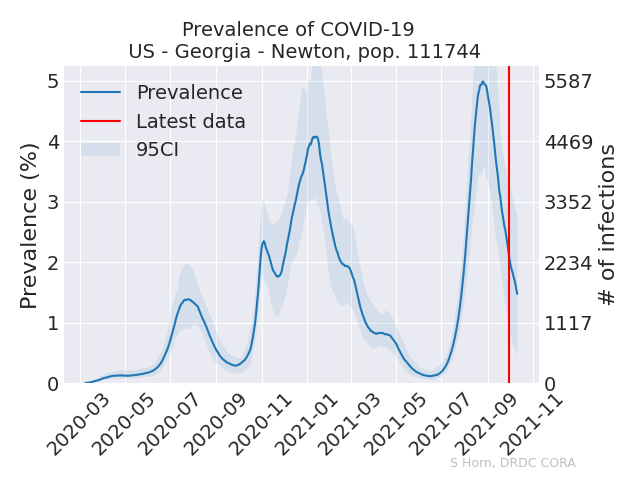 Prevalence of COVID-19
US - Georgia - Newton, pop. 111744
Prevalence
Latest data
95CI
Prevalence (%)
5
4
3
2
1
0
5587
4469
3352
2234
1117
0
# of infections
2020-03
2020-05
2020-07
2020-09
2020-11
2021-01
2021-03
2021-05
2021-07
2021-09
2021-11
S Horn, DRDC CORA